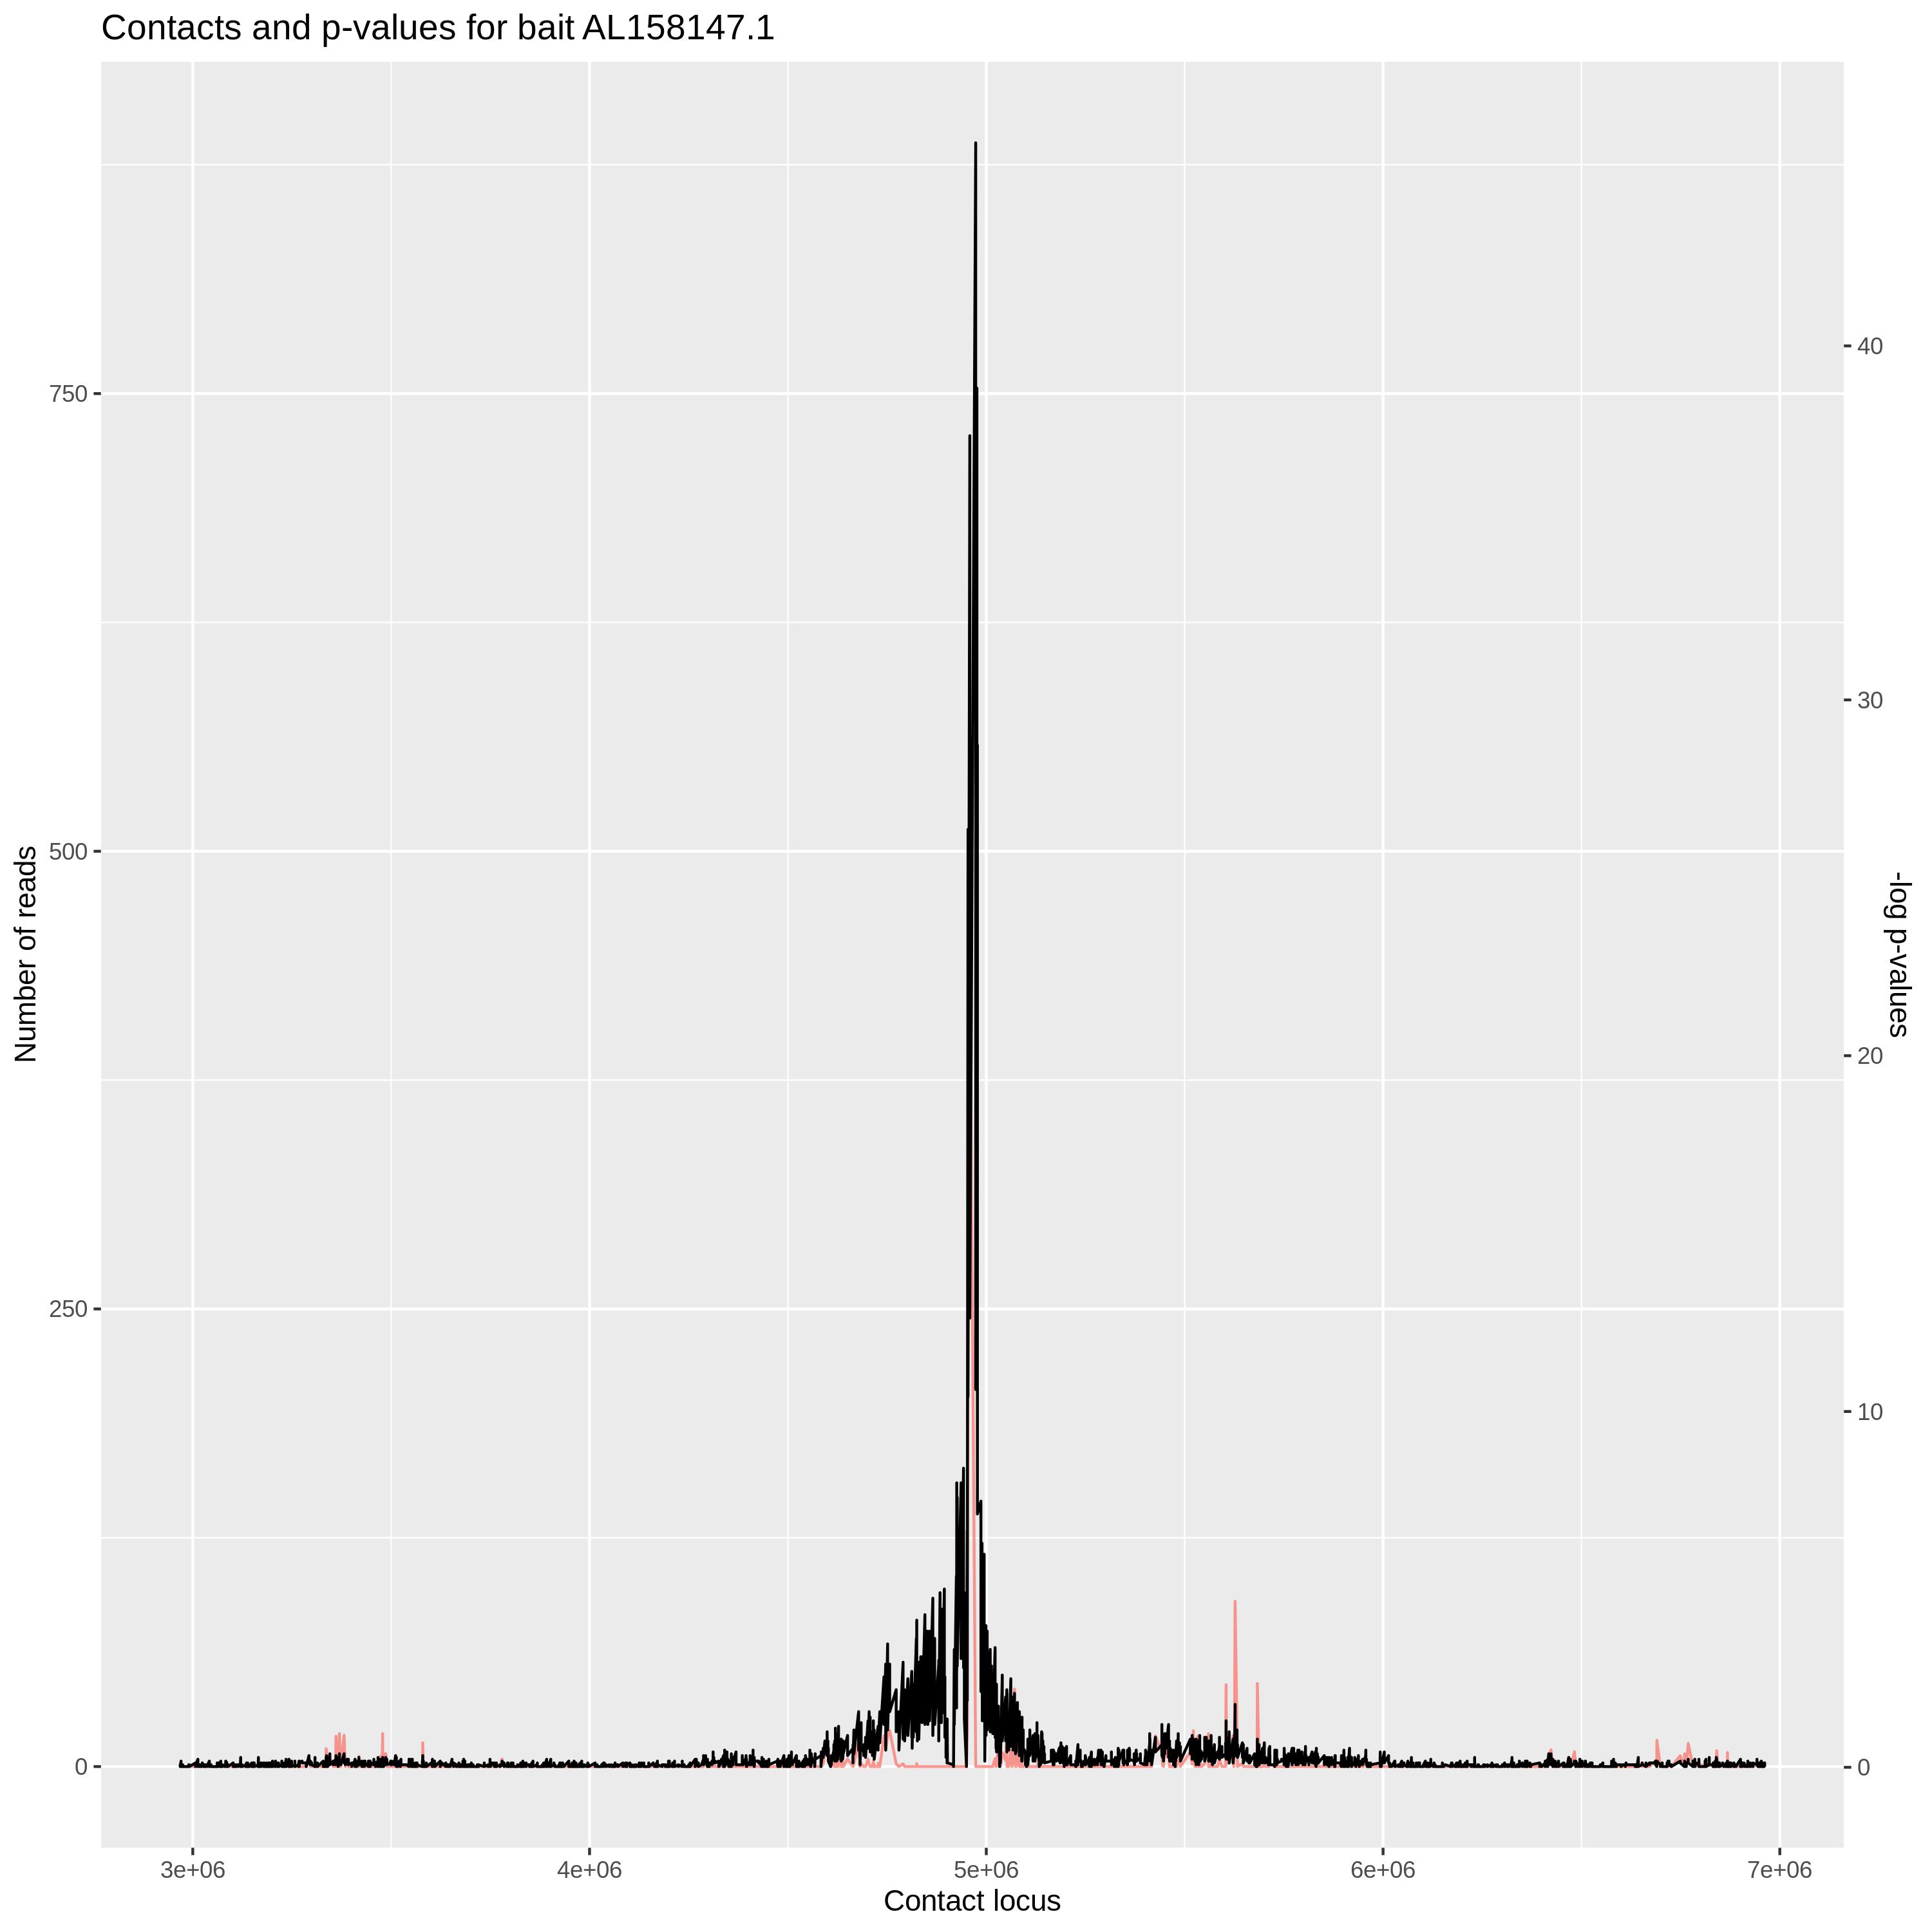 Contacts and p-values for bait AL158147.1
750
500
250
0
40
30
20
10
0
Number of reads
-log p-values
3e+06
4e+06
5e+06
6e+06
7e+06
Contact locus